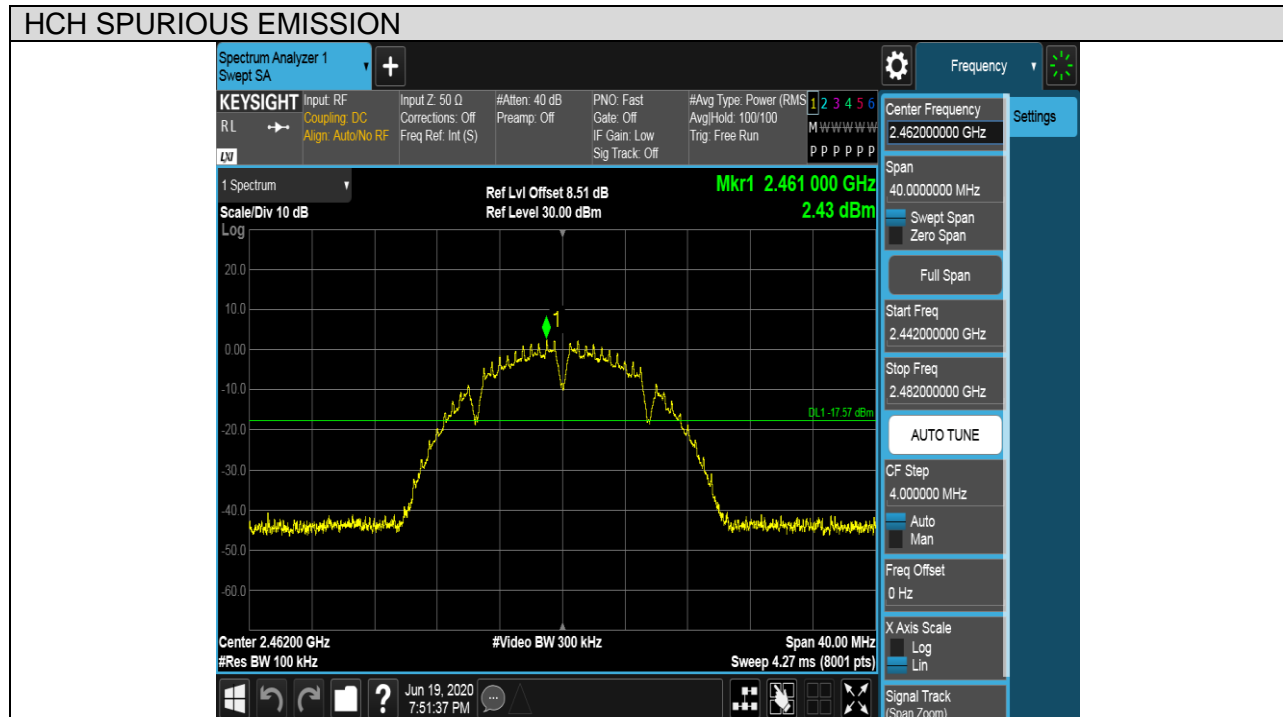 HCH SPURIOUS EMISSION
Spectrum Analyzer 1
Swept SA
+
Frequency
KEYSIGHT
RL
LXI
Input: RF
Coupling: DC
Align: Auto/No RF
Input Z: 50 Ω
Corrections: Off
Freq Ref: Int (S)
#Atten: 40 dB
Preamp: Off
PNO: Fast
Gate: Off
IF Gain: Low
Sig Track: Off
#Avg Type: Power (RMS
Avg|Hold: 100/100
Trig: Free Run
1 2 3 4 5 6
M W W W W W
P P P P P P
1 Spectrum
Scale/Div 10 dB
Ref Lvl Offset 8.51 dB
Ref Level 30.00 dBm
Mkr1 2.461 000 GHz
2.43 dBm
Log
20.0
10.0
0.00
-10.0
-20.0
-30.0
-40.0
-50.0
-60.0
1
DL1 -17.57 dBm
Center 2.46200 GHz
#Res BW 100 kHz
#Video BW 300 kHz
Span 40.00 MHz
Sweep 4.27 ms (8001 pts)
?
Jun 19, 2020
7:51:37 PM
Center Frequency
2.462000000 GHz
Settings
Span
40.0000000 MHz
Swept Span
Zero Span
Full Span
Start Freq
2.442000000 GHz
Stop Freq
2.482000000 GHz
AUTO TUNE
CF Step
4.000000 MHz
Auto
Man
Freq Offset
0 Hz
X Axis Scale
Log
Lin
Signal Track
(Span Zoom)